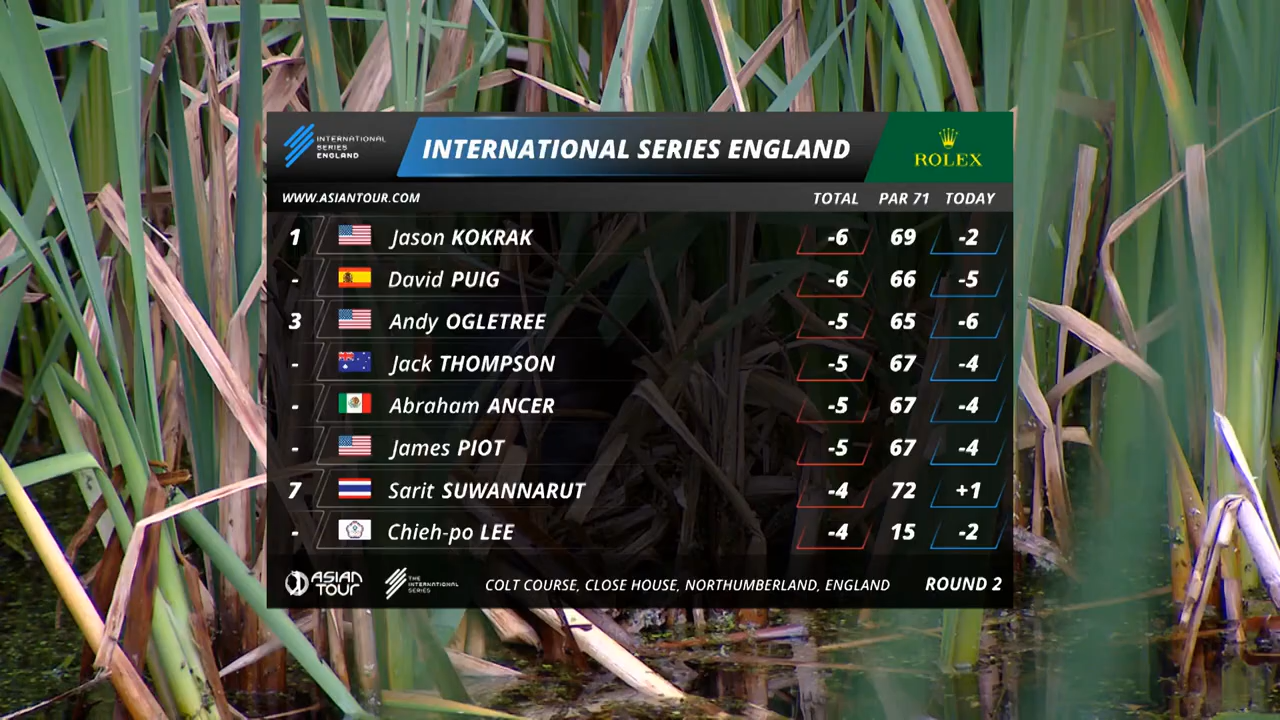 INTERNATIONAL SERIES ENGLAND
INTERNATIONAL SERIES ENGLAND
ROLEX
WWW.ASIANTOUR.COM TOTAL PAR 71 TODAY
1 Jason KOKRAK -6 69 -2
- David PUIG -6 66 -5
3 Andy OGLETREE -5 65 -6
- Jack THOMPSON -5 67 -4
- Abraham ANCER -5 67 -4
- James PIOT -5 67 -4
7 Sarit SUWANNARUT -4 72 +1
- Chieh-po LEE -4 15 -2
ASIAN TOUR THE INTERNATIONAL SERIES COLT COURSE, CLOSE HOUSE, NORTHUMBERLAND, ENGLAND ROUND 2